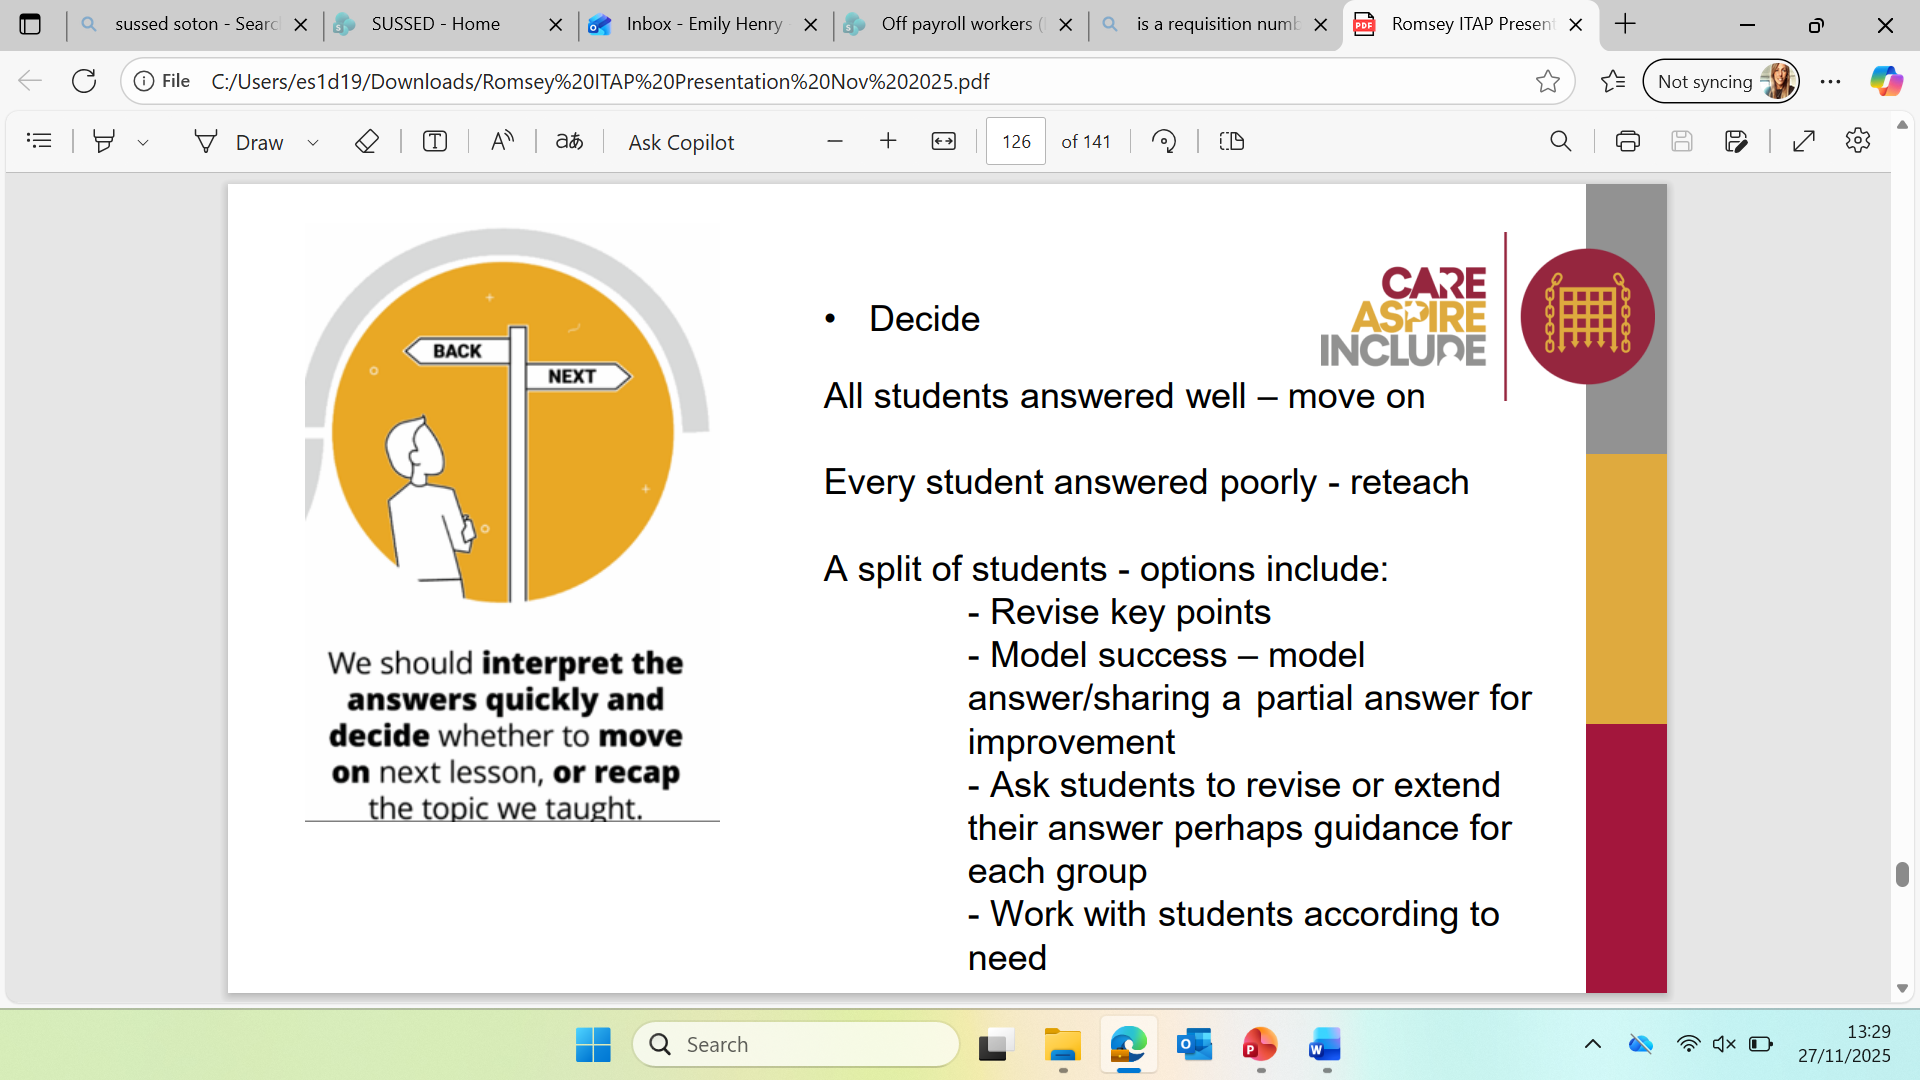 sussed soton - Searc
SUSSED - Home
Inbox - Emily Henry -
Off payroll workers (
is a requisition numb
Romsey ITAP Present
File
C:/Users/es1d19/Downloads/Romsey%20ITAP%20Presentation%20Nov%202025.pdf
Not syncing
Draw
Ask Copilot
126
of 141
BACK
NEXT
We should interpret the
answers quickly and
decide whether to move
on next lesson, or recap
the topic we taught.
CARE
ASPIRE
INCLUDE
• Decide
All students answered well – move on
Every student answered poorly - reteach
A split of students - options include:
- Revise key points
- Model success – model
answer/sharing a partial answer for
improvement
- Ask students to revise or extend
their answer perhaps guidance for
each group
- Work with students according to
need
Search
13:29
27/11/2025